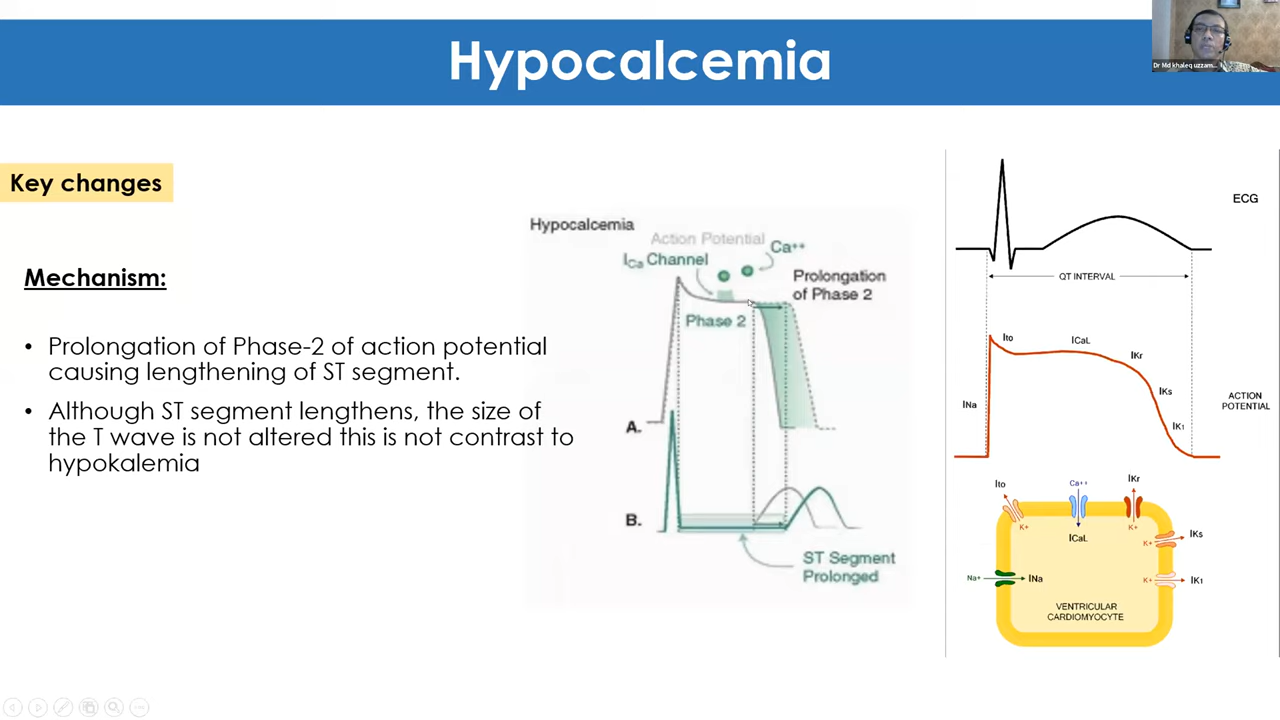 Hypocalcemia
Dr Md khaleq uzzam...
Key changes
Mechanism:
• Prolongation of Phase-2 of action potential
causing lengthening of ST segment.
• Although ST segment lengthens, the size of
the T wave is not altered this is not contrast to
hypokalemia
Hypocalcemia
Action Potential
Ca++
ICa Channel
Prolongation
of Phase 2
Phase 2
A.
B.
ST Segment
Prolonged
ECG
QT INTERVAL
Ito
ICaL
IKr
IKs
INa
IK1
ACTION
POTENTIAL
Ito
Ca++
IKr
K+
K+
ICaL
K+
IKs
Na+
INa
K+
IK1
VENTRICULAR
CARDIOMYOCYTE